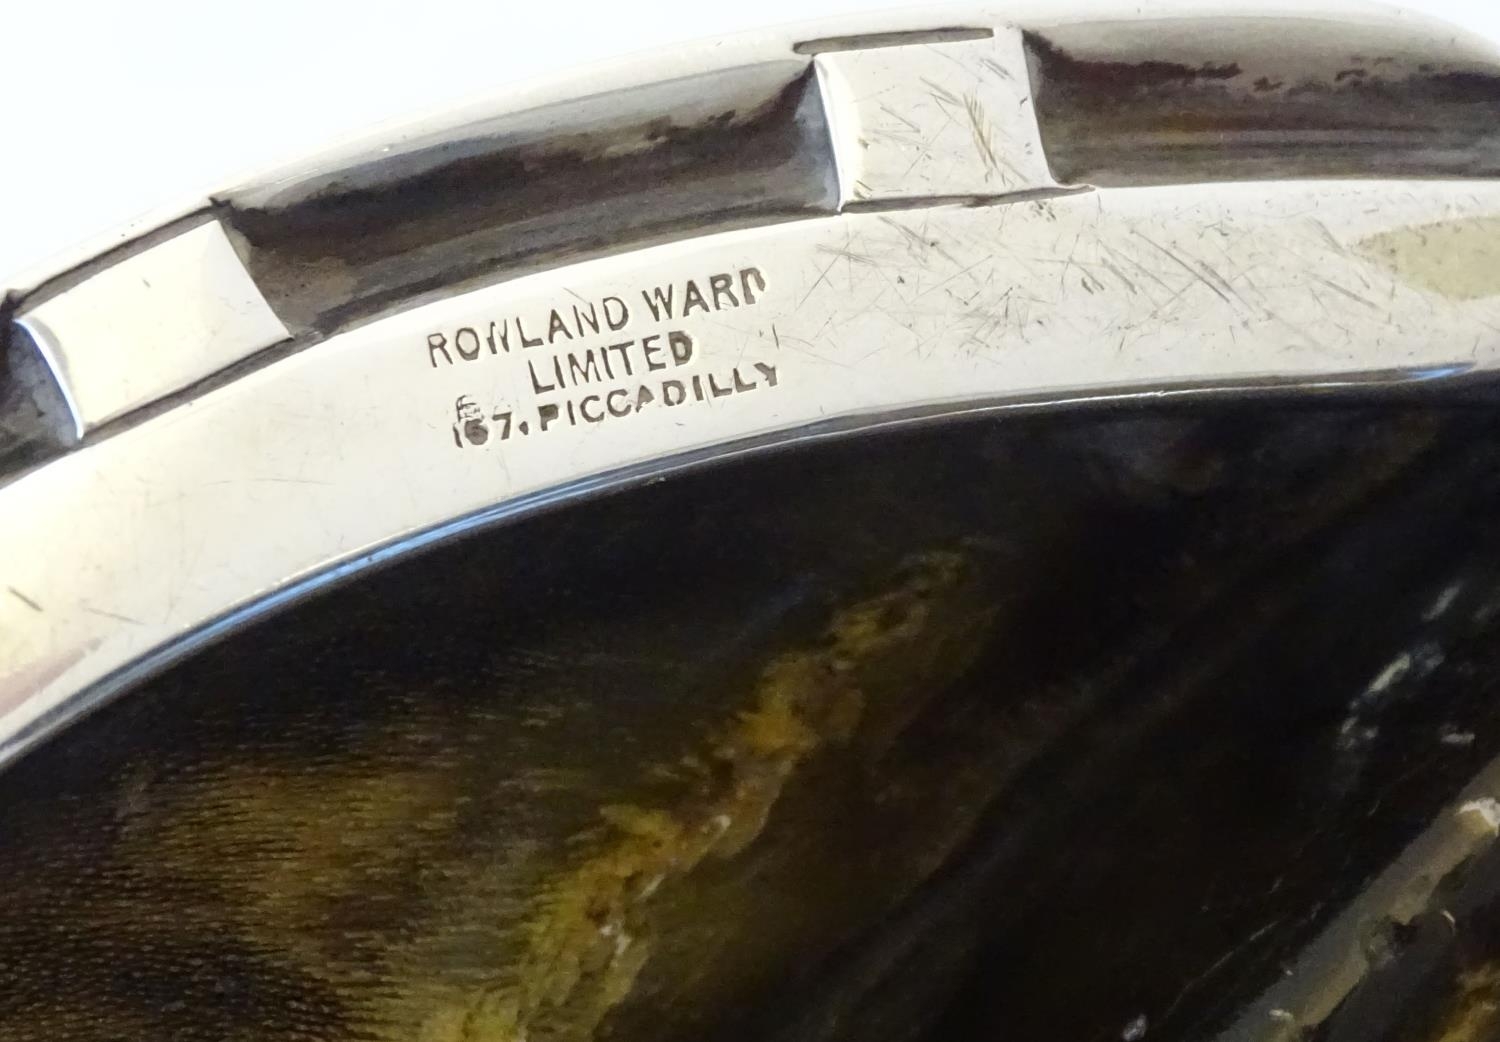 ROWLAND WARD
LIMITED
167. PICCADILLY